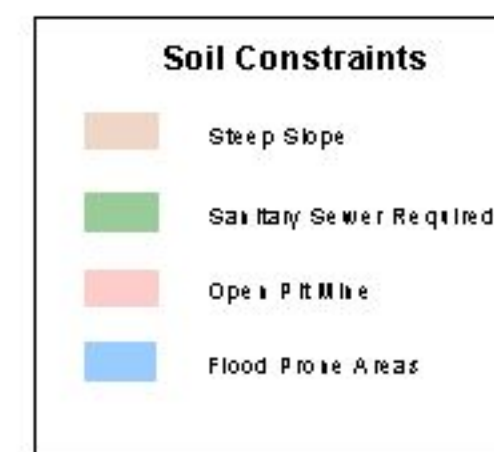 Soil Constraints
Steep Slope
Sanitary Sewer Required
Open Pit Mine
Flood Prone Areas